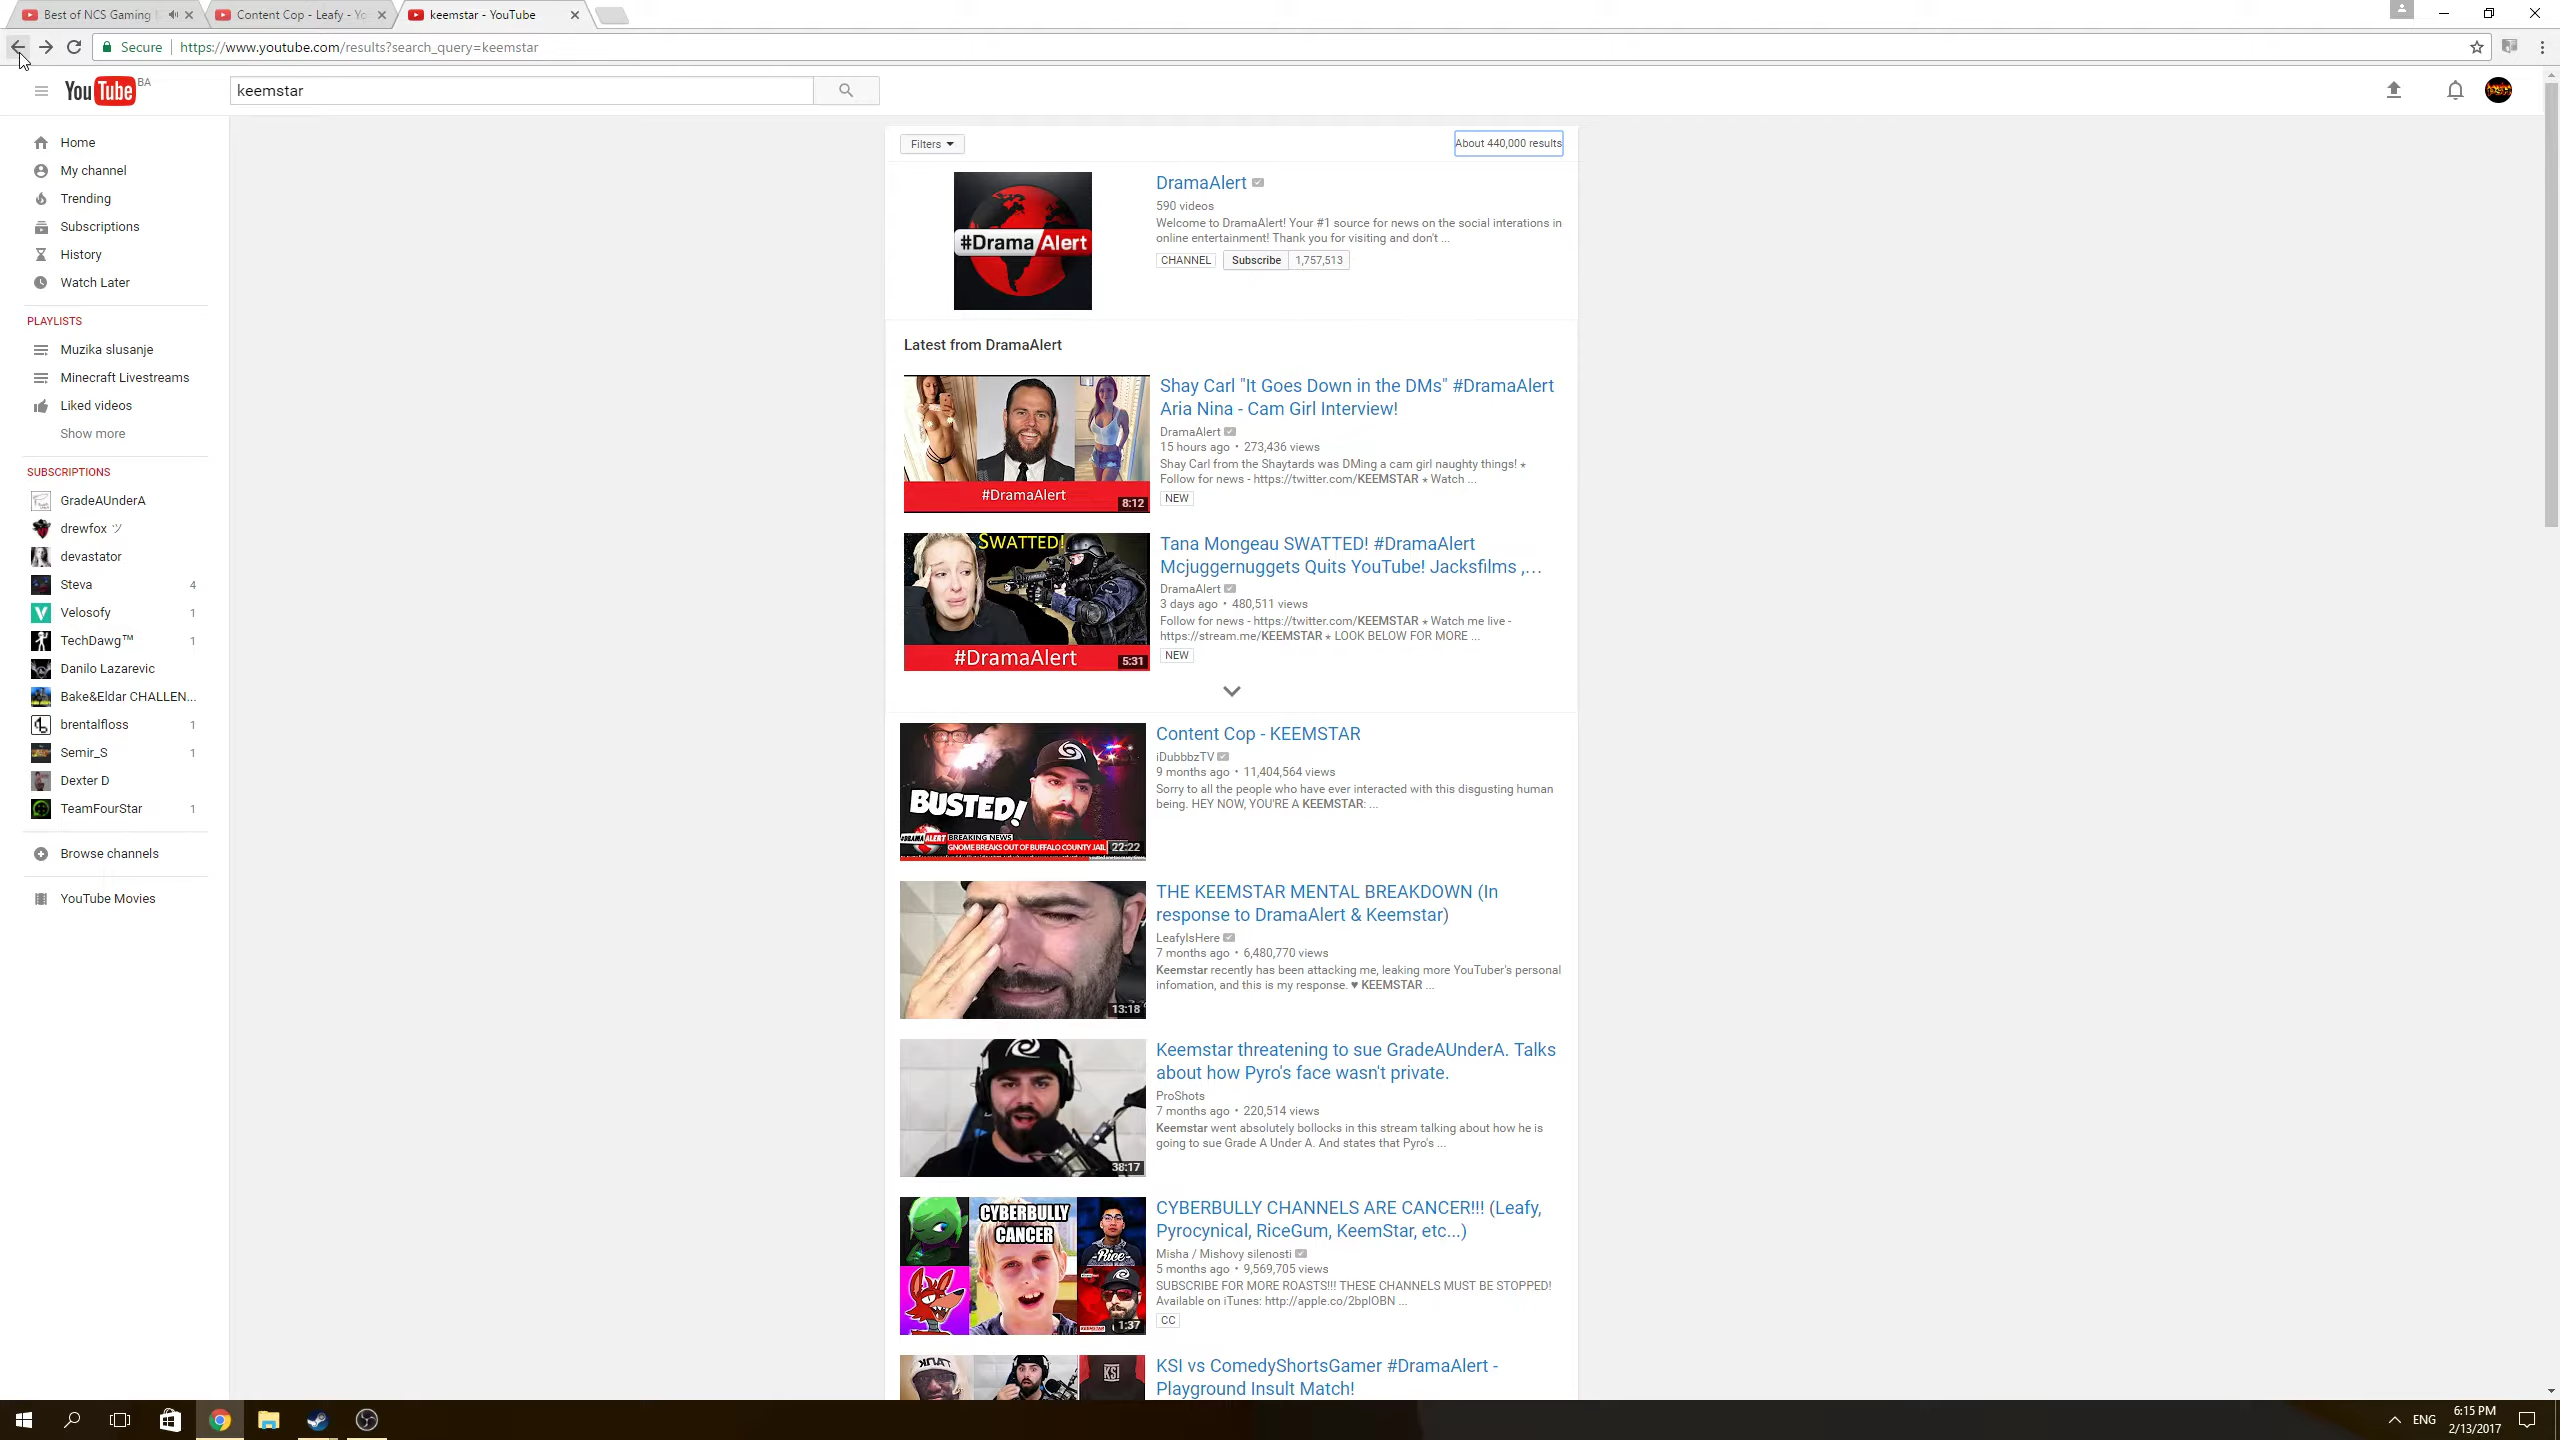 Best of NCS Gaming
Content Cop - Leafy - Yo
keemstar - YouTube
Secure
https://www.youtube.com/results?search_query=keemstar
YouTube BA
keemstar
Home
My channel
Trending
Subscriptions
History
Watch Later
PLAYLISTS
Muzika slusanje
Minecraft Livestreams
Liked videos
Show more
SUBSCRIPTIONS
GradeAUnderA
drewfox ツ
devastator
Steva 4
Velosofy 1
TechDawg™ 1
Danilo Lazarevic
Bake&Eldar CHALLEN...
brentalfloss 1
Semir_S 1
Dexter D
TeamFourStar 1
Browse channels
YouTube Movies
Filters
About 440,000 results
#DramaAlert
DramaAlert
590 videos
Welcome to DramaAlert! Your #1 source for news on the social interations in
online entertainment! Thank you for visiting and don't ...
CHANNEL Subscribe 1,757,513
Latest from DramaAlert
#DramaAlert
8:12
Shay Carl "It Goes Down in the DMs" #DramaAlert
Aria Nina - Cam Girl Interview!
DramaAlert
15 hours ago • 273,436 views
Shay Carl from the Shaytards was DMing a cam girl naughty things! ⭑
Follow for news - https://twitter.com/KEEMSTAR ⭑ Watch ...
NEW
SWATTED!
#DramaAlert
5:31
Tana Mongeau SWATTED! #DramaAlert
Mcjuggernuggets Quits YouTube! Jacksfilms ,...
DramaAlert
3 days ago • 480,511 views
Follow for news - https://twitter.com/KEEMSTAR ⭑ Watch me live -
https://stream.me/KEEMSTAR ⭑ LOOK BELOW FOR MORE ...
NEW
BUSTED!
DRAMA ALERT BREAKING NEWS
GNOME BREAKS OUT OF BUFFALO COUNTY JAIL
22:22
Content Cop - KEEMSTAR
iDubbbzTV
9 months ago • 11,404,564 views
Sorry to all the people who have ever interacted with this disgusting human
being. HEY NOW, YOU'RE A KEEMSTAR: ...
13:18
THE KEEMSTAR MENTAL BREAKDOWN (In
response to DramaAlert & Keemstar)
LeafyIsHere
7 months ago • 6,480,770 views
Keemstar recently has been attacking me, leaking more YouTuber's personal
infomation, and this is my response. ♥ KEEMSTAR ...
38:17
Keemstar threatening to sue GradeAUnderA. Talks
about how Pyro's face wasn't private.
ProShots
7 months ago • 220,514 views
Keemstar went absolutely bollocks in this stream talking about how he is
going to sue Grade A Under A. And states that Pyro's ...
CYBERBULLY
CANCER
Rice
KEEMSTAR
1:37
CYBERBULLY CHANNELS ARE CANCER!!! (Leafy,
Pyrocynical, RiceGum, KeemStar, etc...)
Misha / Mishovy silenosti
5 months ago • 9,569,705 views
SUBSCRIBE FOR MORE ROASTS!!! THESE CHANNELS MUST BE STOPPED!
Available on iTunes: http://apple.co/2bplOBN ...
CC
KSI
KSI vs ComedyShortsGamer #DramaAlert -
Playground Insult Match!
ENG
6:15 PM
2/13/2017